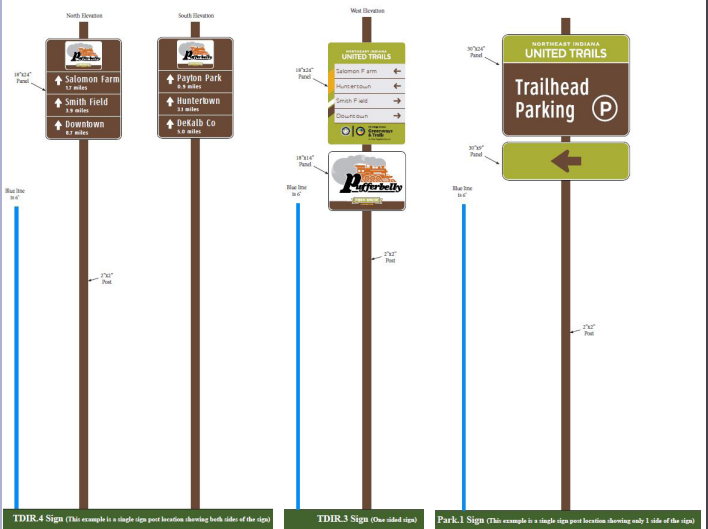 North Elevation
Pufferbelly
18"x24"
Panel
Salomon Farm
1.7 miles
Smith Field
3.9 miles
Downtown
8.7 miles
Blue line
is 6'
2"x2"
Post
South Elevation
Pufferbelly
Payton Park
0.9 miles
Huntertown
3.1 miles
DeKalb Co
5.0 miles
TDIR.4 Sign (This example is a single sign post location showing both sides of the sign)
West Elevation
NORTHEAST INDIANA
UNITED TRAILS
18"x24"
Panel
Salomon Farm
Huntertown
Smith Field
Downtown
Greenways
& Trails
18"x14"
Panel
Pufferbelly
Blue line
is 6'
2"x2"
Post
TDIR.3 Sign (One sided sign)
30"x24"
Panel
NORTHEAST INDIANA
UNITED TRAILS
Trailhead
Parking P
30"x9"
Panel
Blue line
is 6'
2"x2"
Post
Park.1 Sign (This example is a single sign post location showing only 1 side of the sign)